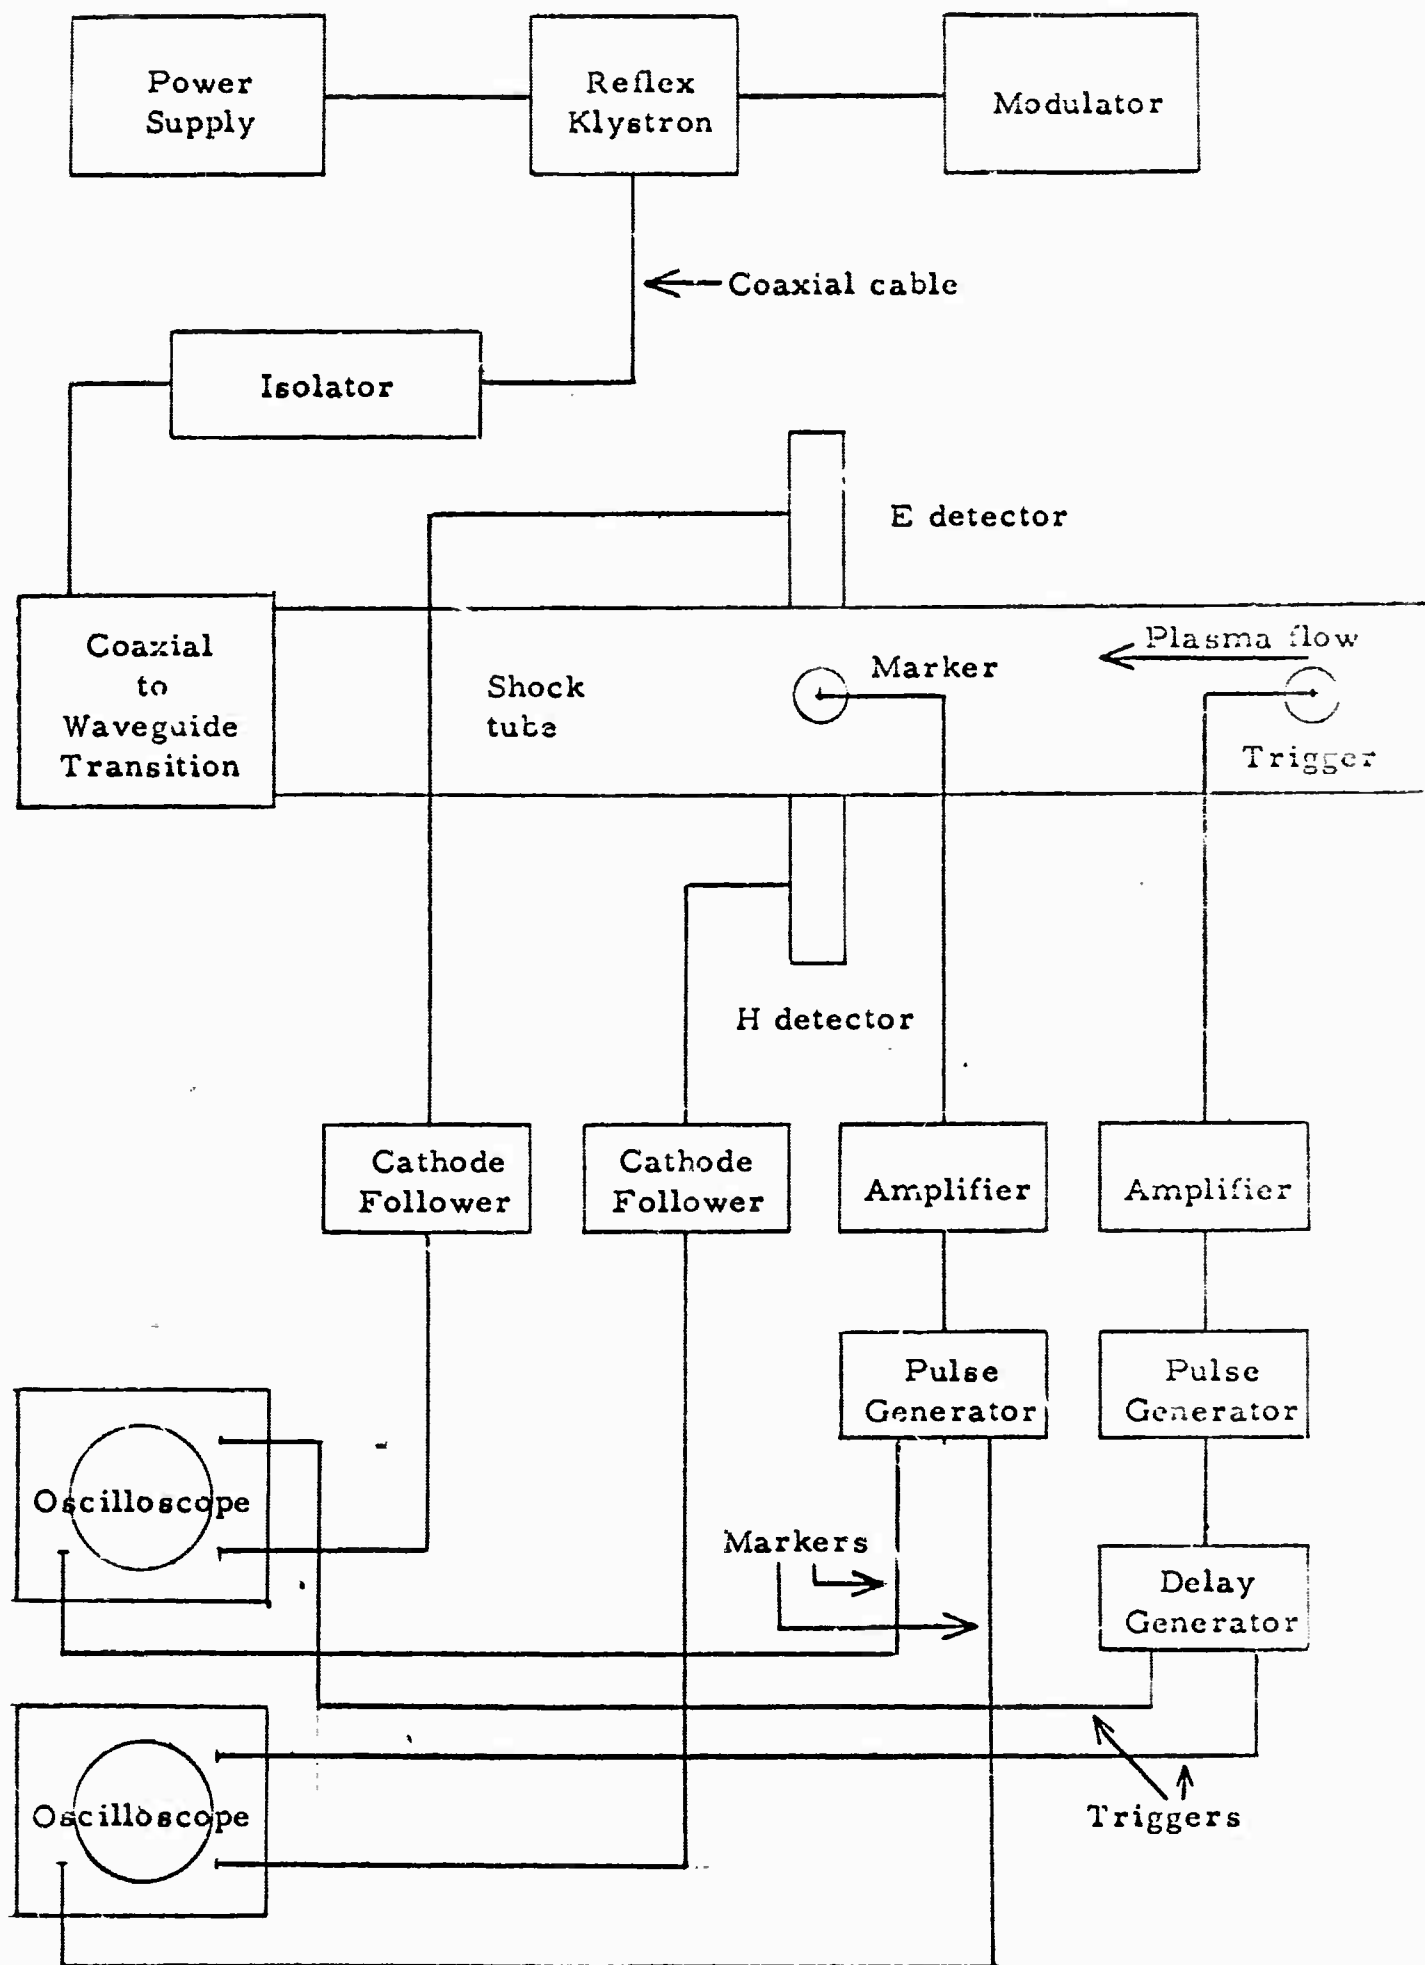 Power
Supply
Reflex
Klystron
Modulator
Coaxial cable
Isolator
E detector
Coaxial
to
Waveguide
Transition
Shock
tube
Marker
Plasma flow
Trigger
H detector
Cathode
Follower
Cathode
Follower
Amplifier
Amplifier
Pulse
Generator
Pulse
Generator
Oscilloscope
Markers
Delay
Generator
Oscilloscope
Triggers